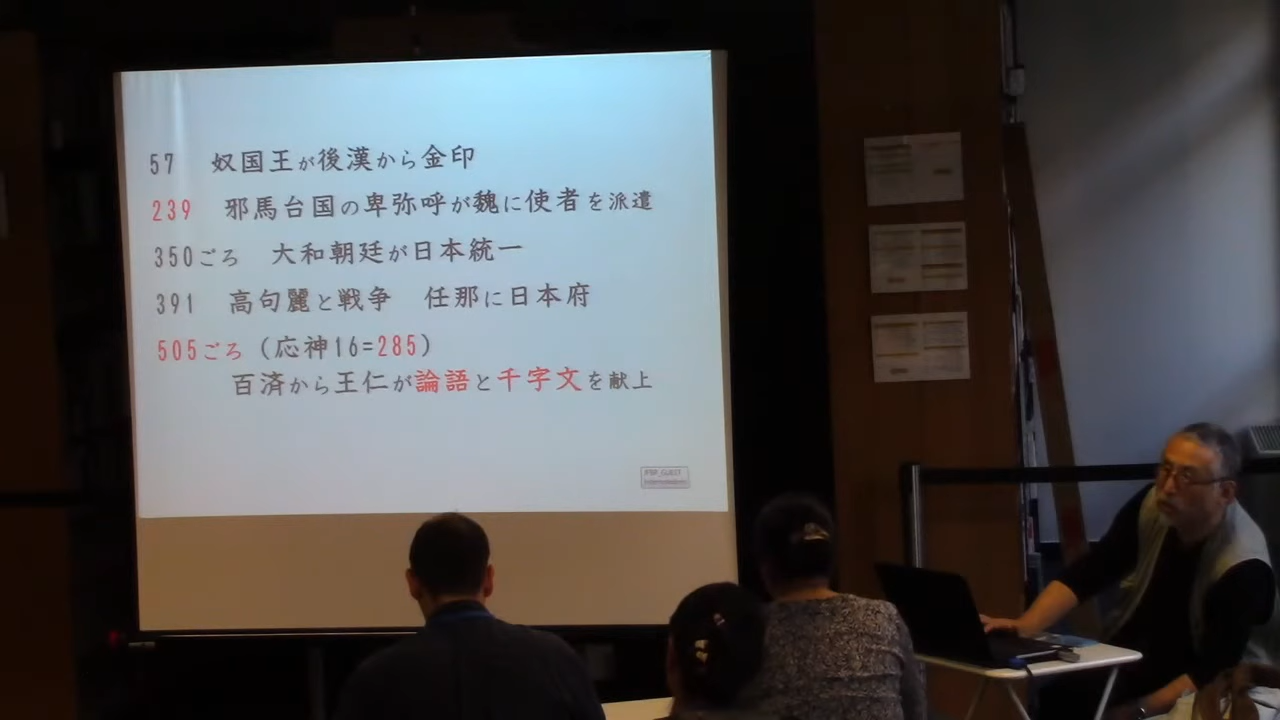 57 奴国王が後漢から金印
239 邪馬台国の卑弥呼が魏に使者を派遣
350ごろ 大和朝廷が日本統一
391 高句麗と戦争 任那に日本府
505ごろ (応神16=285)
百済から王仁が論語と千字文を献上